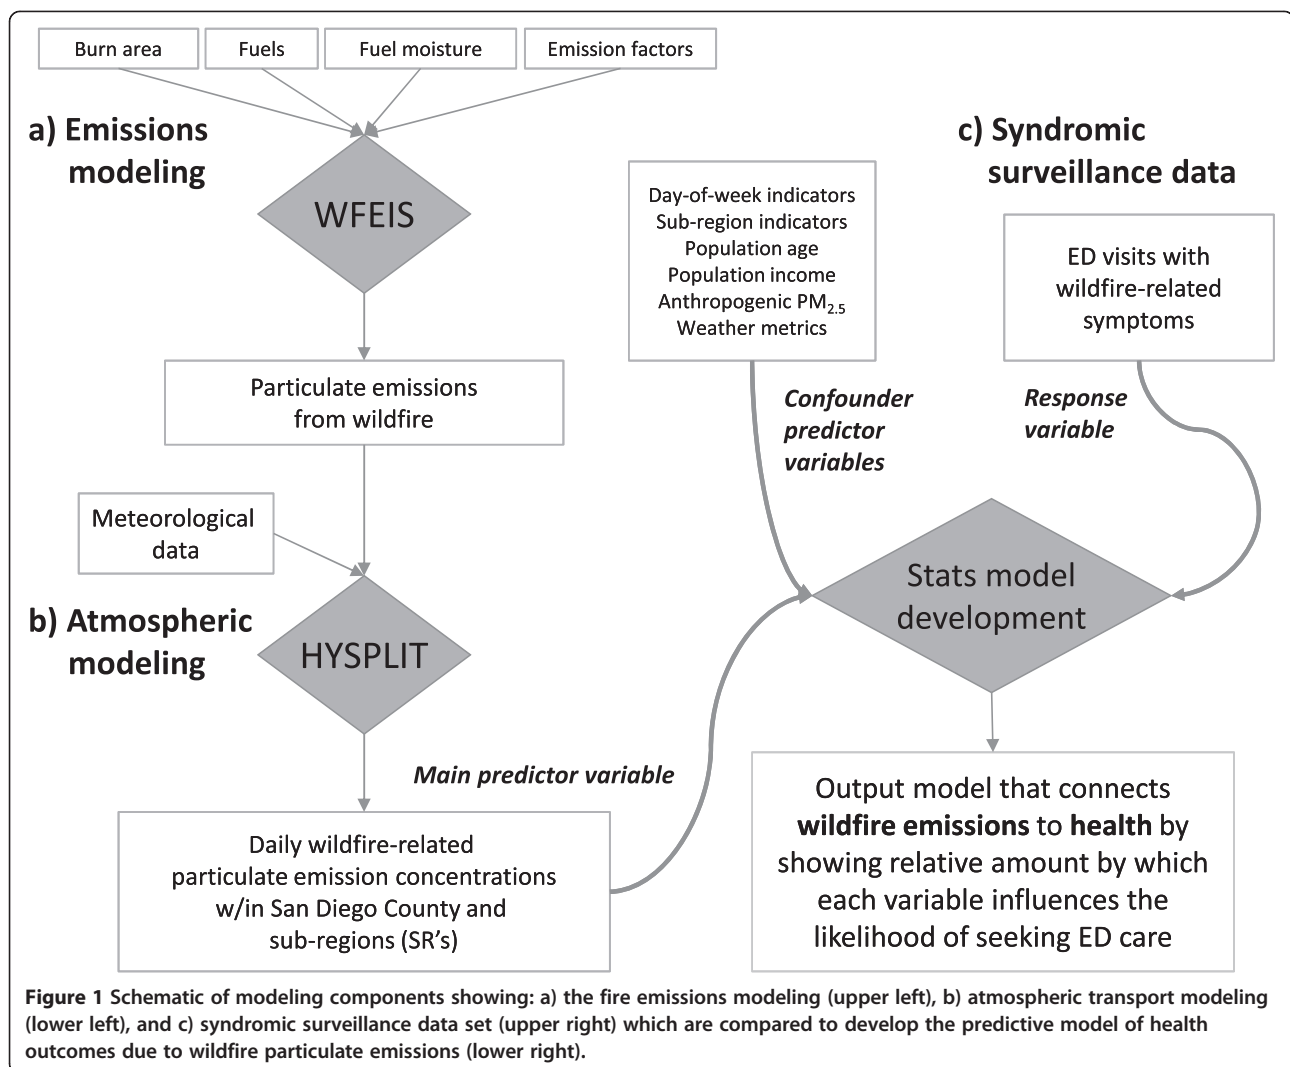 Burn area
Fuels
Fuel moisture
Emission factors
a) Emissions
modeling
WFEIS
Particulate emissions
from wildfire
Meteorological
data
b) Atmospheric
modeling
HYSPLIT
Main predictor variable
Daily wildfire-related
particulate emission concentrations
w/in San Diego County and
sub-regions (SR's)
Day-of-week indicators
Sub-region indicators
Population age
Population income
Anthropogenic PM2.5
Weather metrics
Confounder
predictor
variables
c) Syndromic
surveillance data
ED visits with
wildfire-related
symptoms
Response
variable
Stats model
development
Output model that connects
wildfire emissions to health by
showing relative amount by which
each variable influences the
likelihood of seeking ED care
Figure 1 Schematic of modeling components showing: a) the fire emissions modeling (upper left), b) atmospheric transport modeling
(lower left), and c) syndromic surveillance data set (upper right) which are compared to develop the predictive model of health
outcomes due to wildfire particulate emissions (lower right).